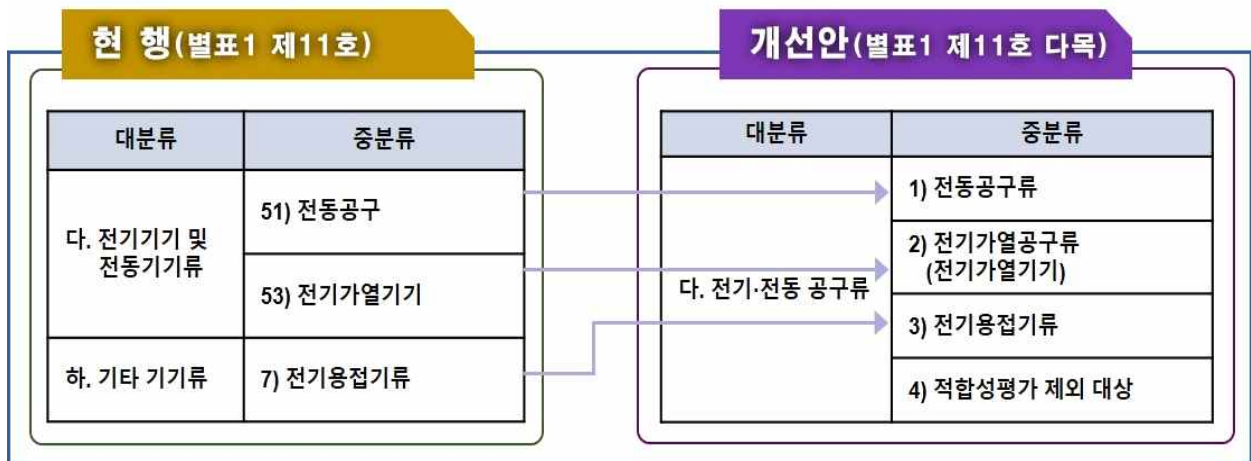 현 행(별표1 제11호)
대분류
중분류
다. 전기기기 및
전동기기류
51) 전동공구
53) 전기가열기기
하. 기타 기기류
7) 전기용접기류
개선안(별표1 제11호 다목)
대분류
중분류
다. 전기·전동 공구류
1) 전동공구류
2) 전기가열공구류
(전기가열기기)
3) 전기용접기류
4) 적합성평가 제외 대상